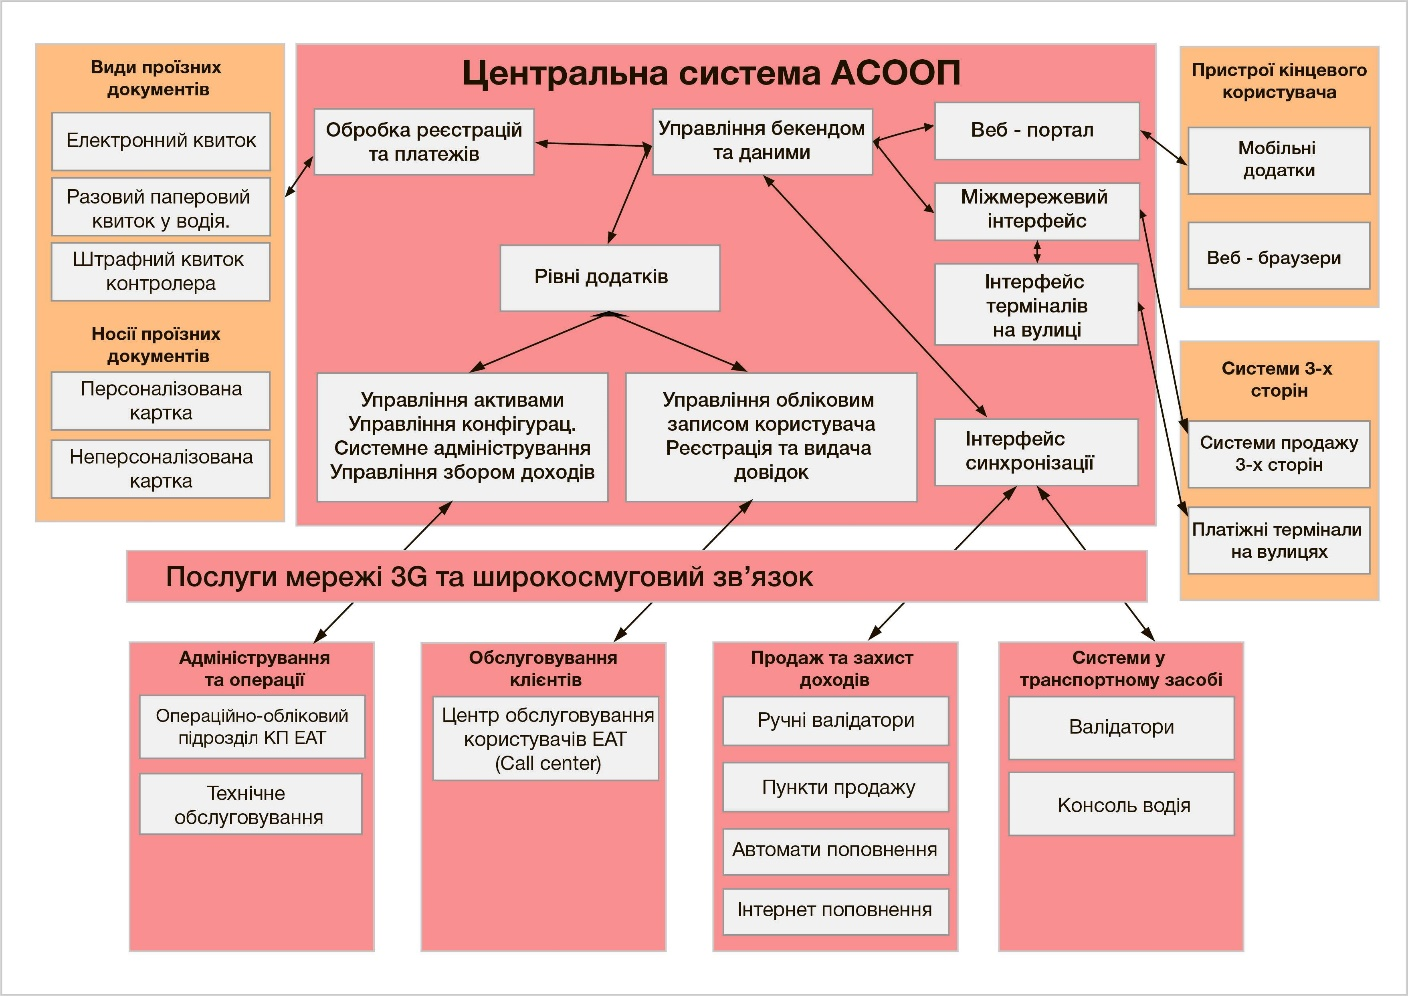 Види проїзних
документів
Електронний квиток
Разовий паперовий
квиток у водія.
Штрафний квиток
контролера
Носії проїзних
документів
Персоналізована
картка
Неперсоналізована
картка
Центральна система АСООП
Обробка реєстрацій
та платежів
Управління бекендом
та даними
Веб - портал
Міжмережевий
інтерфейс
Інтерфейс
терміналів
на вулиці
Рівні додатків
Управління активами
Управління конфігурац.
Системне адміністрування
Управління збором доходів
Управління обліковим
записом користувача
Реєстрація та видача
довідок
Інтерфейс
синхронізації
Пристрої кінцевого
користувача
Мобільні
додатки
Веб - браузери
Системи 3-х
сторін
Системи продажу
3-х сторін
Платіжні термінали
на вулицях
Послуги мережі 3G та широкосмуговий зв’язок
Адміністрування
та операції
Операційно-обліковий
підрозділ КП ЕАТ
Технічне
обслуговування
Обслуговування
клієнтів
Центр обслуговування
користувачів ЕАТ
(Call center)
Продаж та захист
доходів
Ручні валідатори
Пункти продажу
Автомати поповнення
Інтернет поповнення
Системи у
транспортному засобі
Валідатори
Консоль водія